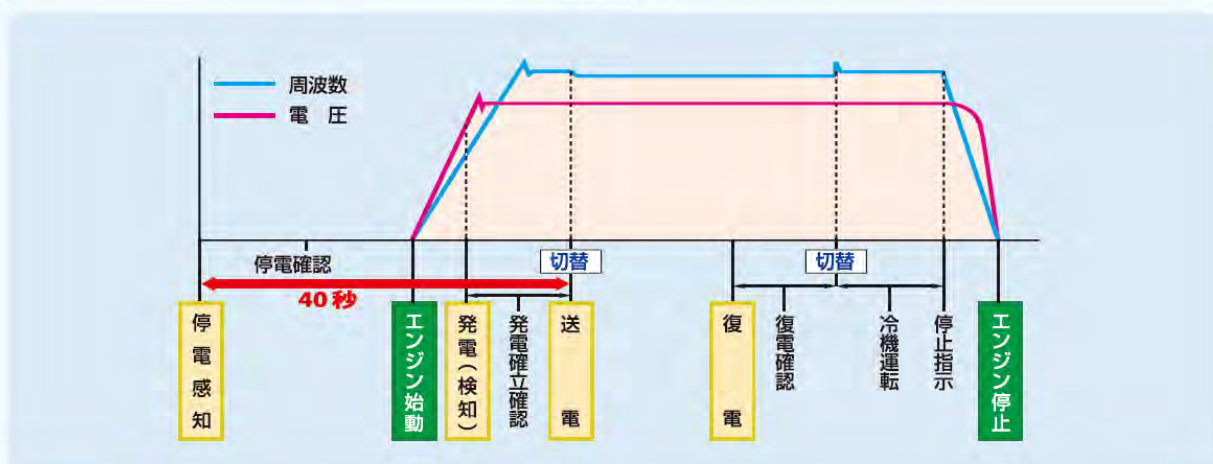 周波数
電　圧
停電確認
切替
切替
40秒
停電感知
エンジン始動
発電（検知）
発電確立確認
送電
復電
復電確認
冷機運転
停止指示
エンジン停止